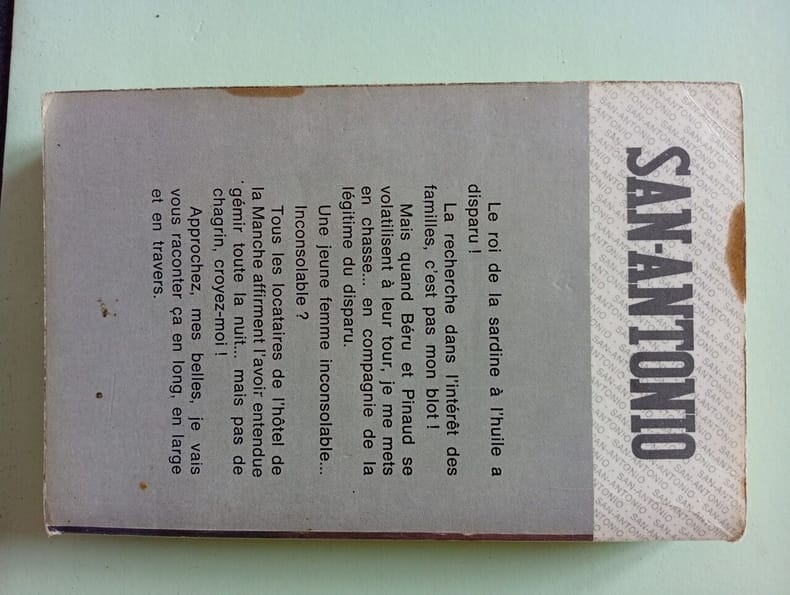 SAN-ANTONIO
Le roi de la sardine à l'huile a
disparu !
La recherche dans l'intérêt des
familles, c'est pas mon blot !
Mais quand Béru et Pinaud se
volatilisent à leur tour, je me mets
en chasse... en compagnie de la
légitime du disparu.
Une jeune femme inconsolable...
Inconsolable ?
Tous les locataires de l'hôtel de
la Manche affirment l'avoir entendue
gémir toute la nuit... mais pas de
chagrin, croyez-moi !
Approchez, mes belles, je vais
vous raconter ça en long, en large
et en travers.